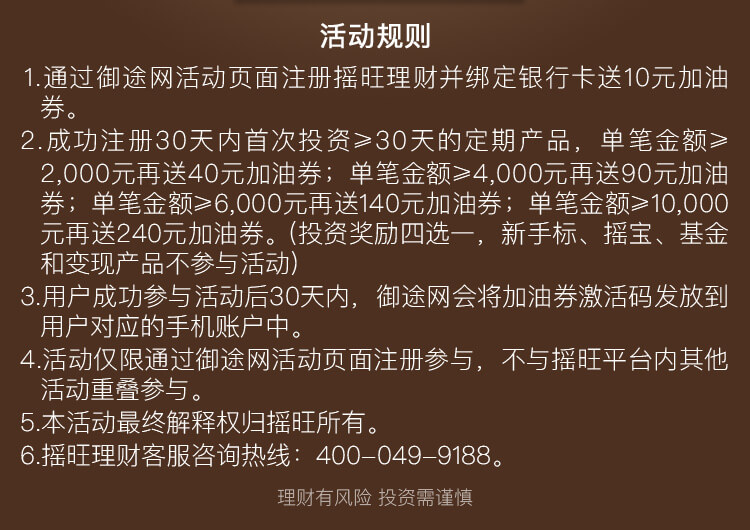 活动规则
1.通过御途网活动页面注册摇旺理财并绑定银行卡送10元加油
券。
2.成功注册30天内首次投资≥30天的定期产品，单笔金额≥
2,000元再送40元加油券；单笔金额≥4,000元再送90元加油
券；单笔金额≥6,000元再送140元加油券；单笔金额≥10,000
元再送240元加油券。(投资奖励四选一，新手标、摇宝、基金
和变现产品不参与活动)
3.用户成功参与活动后30天内，御途网会将加油券激活码发放到
用户对应的手机账户中。
4.活动仅限通过御途网活动页面注册参与，不与摇旺平台内其他
活动重叠参与。
5.本活动最终解释权归摇旺所有。
6.摇旺理财客服咨询热线：400-049-9188。
理财有风险 投资需谨慎